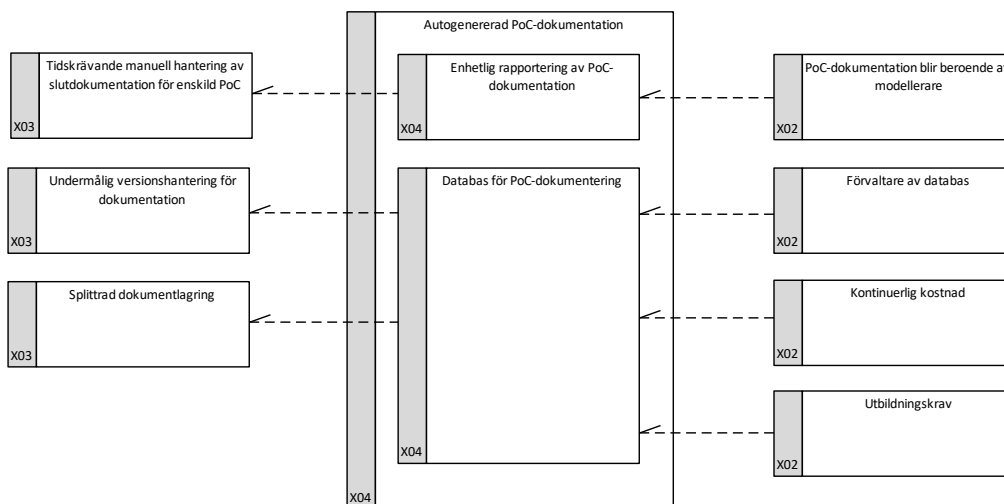 Autogenererad PoC-dokumentation
X04
Tidskrävande manuell hantering av
slutdokumentation för enskild PoC
X03
Undermålig versionshantering för
dokumentation
X03
Splittrad dokumentlagring
X03
Enhetlig rapportering av PoC-
dokumentation
X04
Databas för PoC-dokumentering
X04
PoC-dokumentation blir beroende av
modellerare
X02
Förvaltare av databas
X02
Kontinuerlig kostnad
X02
Utbildningskrav
X02